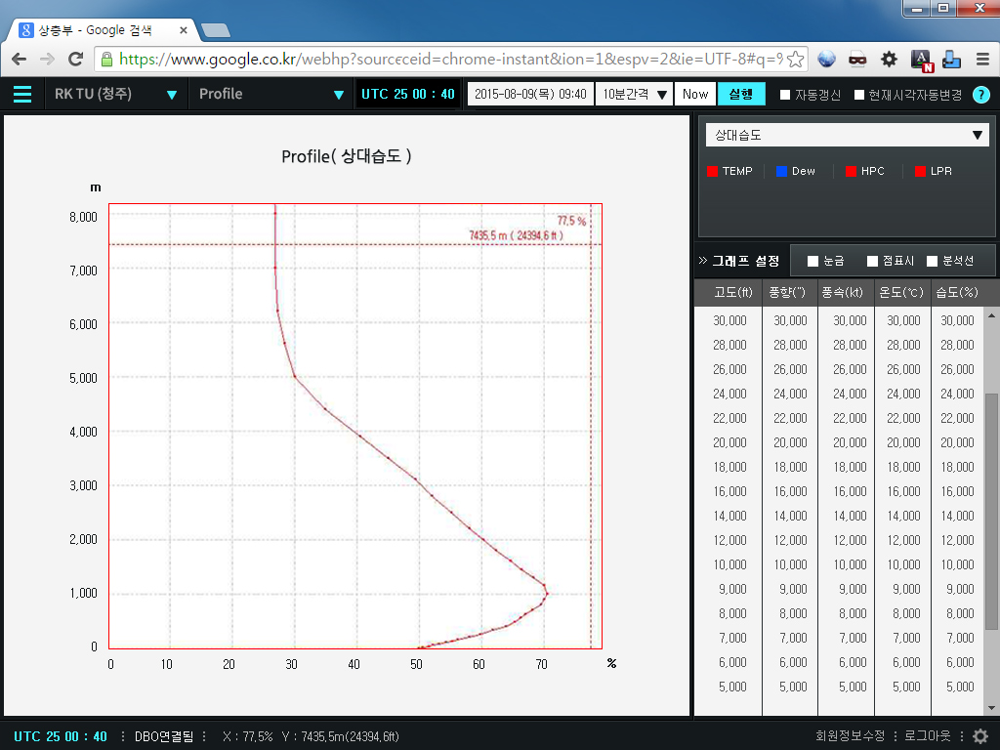 상층부 - Google 검색
https://www.google.co.kr/webhp?sourceceid=chrome-instant&ion=1&espv=2&ie=UTF-8#q=%
RK TU (청주) Profile UTC 25 00 : 40 2015-08-09(목) 09:40 10분간격 Now 실행 자동갱신 현재시각자동변경 ?
Profile( 상대습도 )
m
77,5 %
7435,5 m ( 24394,6 ft )
8,000
7,000
6,000
5,000
4,000
3,000
2,000
1,000
0
0 10 20 30 40 50 60 70 %
상대습도
TEMP Dew HPC LPR
» 그래프 설정 눈금 점표시 분석선
고도(ft) 풍향(˚) 풍속(kt) 온도(℃) 습도(%)
30,000 30,000 30,000 30,000 30,000
28,000 28,000 28,000 28,000 28,000
26,000 26,000 26,000 26,000 26,000
24,000 24,000 24,000 24,000 24,000
22,000 22,000 22,000 22,000 22,000
20,000 20,000 20,000 20,000 20,000
18,000 18,000 18,000 18,000 18,000
16,000 16,000 16,000 16,000 16,000
14,000 14,000 14,000 14,000 14,000
12,000 12,000 12,000 12,000 12,000
10,000 10,000 10,000 10,000 10,000
9,000 9,000 9,000 9,000 9,000
8,000 8,000 8,000 8,000 8,000
7,000 7,000 7,000 7,000 7,000
6,000 6,000 6,000 6,000 6,000
5,000 5,000 5,000 5,000 5,000
UTC 25 00 : 40 : DB0연결됨 : X : 77,5% Y : 7435,5m(24394,6ft) 회원정보수정 : 로그아웃 :